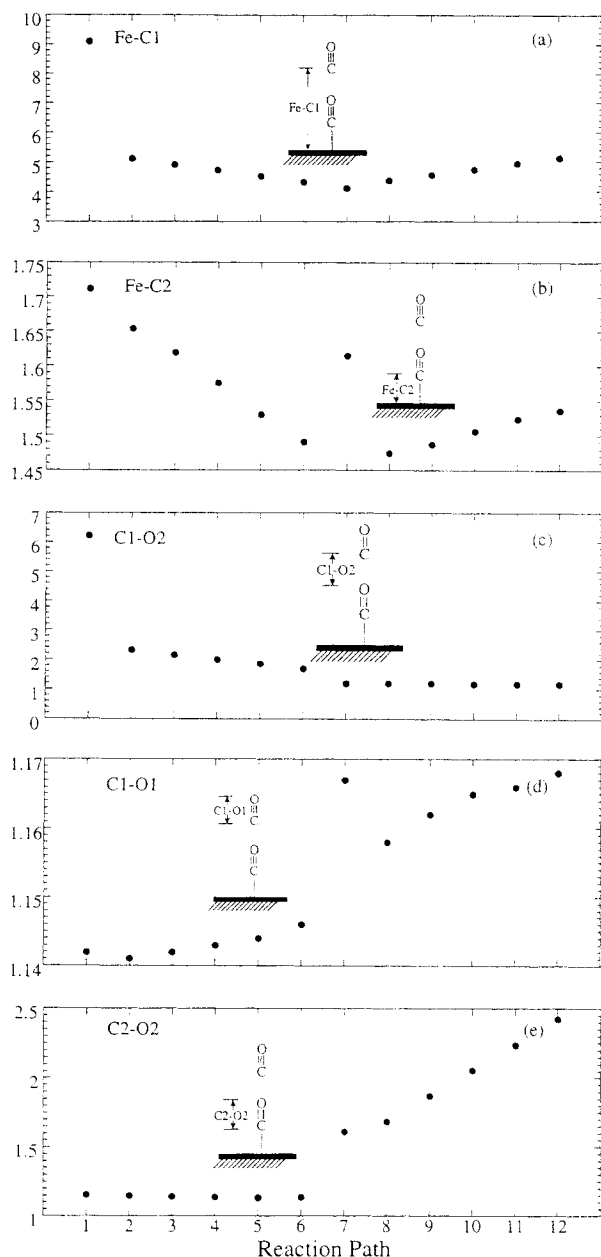 10
9
8
7
6
5
4
3
Fe-C1
(a)
O
C
O
C
Fe-C1
1.75
1.7
1.65
1.6
1.55
1.5
1.45
Fe-C2
(b)
O
C
O
C
Fe-C2
7
6
5
4
3
2
1
0
C1-O2
(c)
O
C
C1-O2
O
C
1.17
1.16
1.150
1.14
C1-O1
(d)
C1-O1
O
C
O
C
2.5
2
1.5
1
C2-O2
(e)
O
C
O
C
C2-O2
1 2 3 4 5 6 7 8 9 10 11 12
Reaction Path